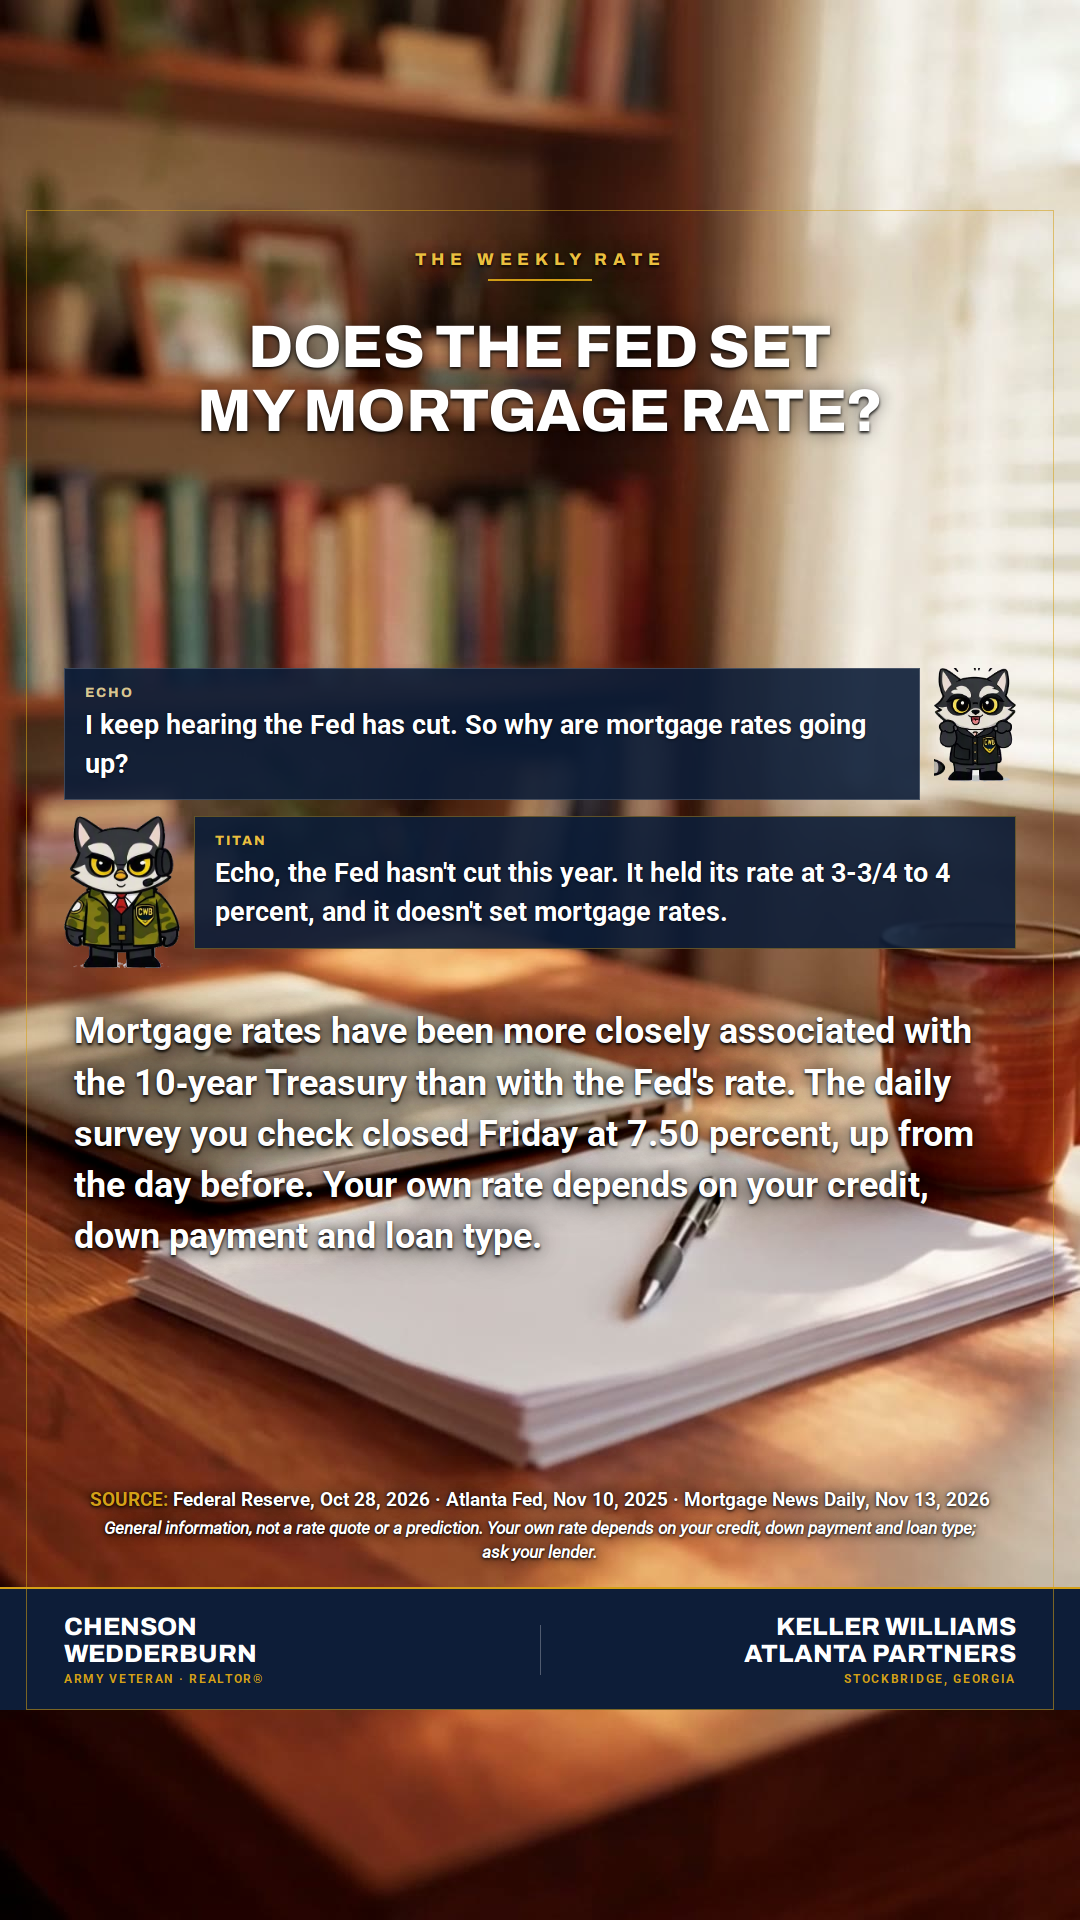 THE WEEKLY RATE
DOES THE FED SET
MY MORTGAGE RATE?
ECHO
I keep hearing the Fed has cut. So why are mortgage rates going
up?
CWB
TITAN
Echo, the Fed hasn't cut this year. It held its rate at 3-3/4 to 4
percent, and it doesn't set mortgage rates.
CWB
Mortgage rates have been more closely associated with
the 10-year Treasury than with the Fed's rate. The daily
survey you check closed Friday at 7.50 percent, up from
the day before. Your own rate depends on your credit,
down payment and loan type.
SOURCE: Federal Reserve, Oct 28, 2026 · Atlanta Fed, Nov 10, 2025 · Mortgage News Daily, Nov 13, 2026
General information, not a rate quote or a prediction. Your own rate depends on your credit, down payment and loan type;
ask your lender.
CHENSON
WEDDERBURN
ARMY VETERAN · REALTOR®
KELLER WILLIAMS
ATLANTA PARTNERS
STOCKBRIDGE, GEORGIA